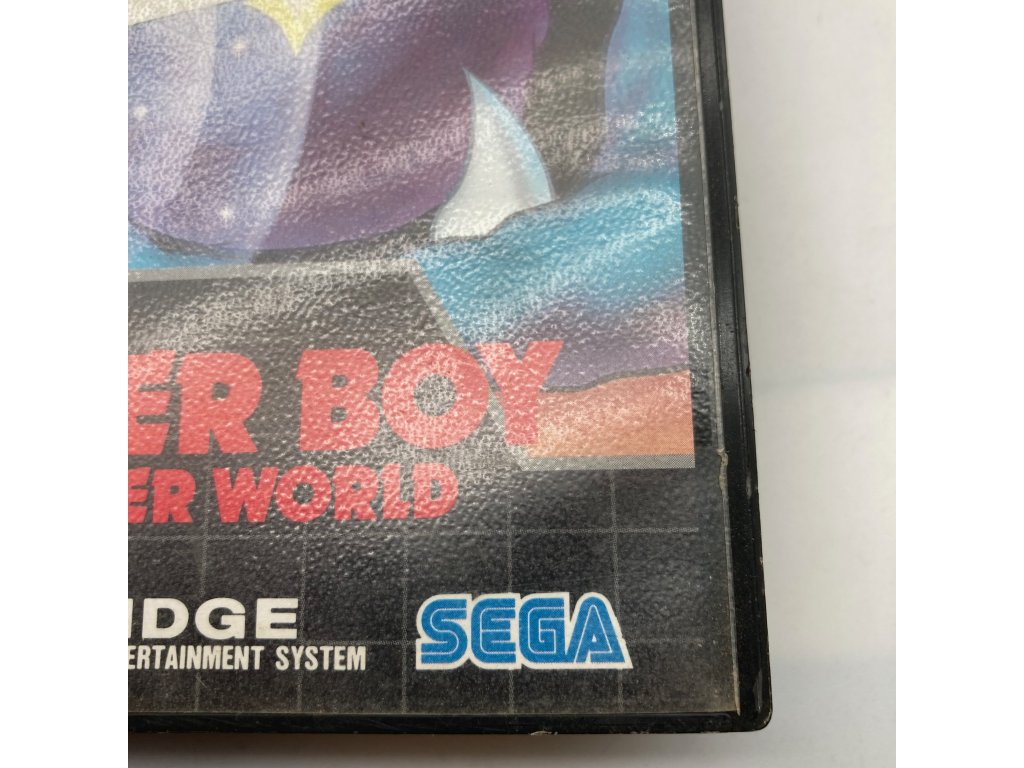 ER BOY
ER WORLD
IDGE
ERTAINMENT SYSTEM
SEGA